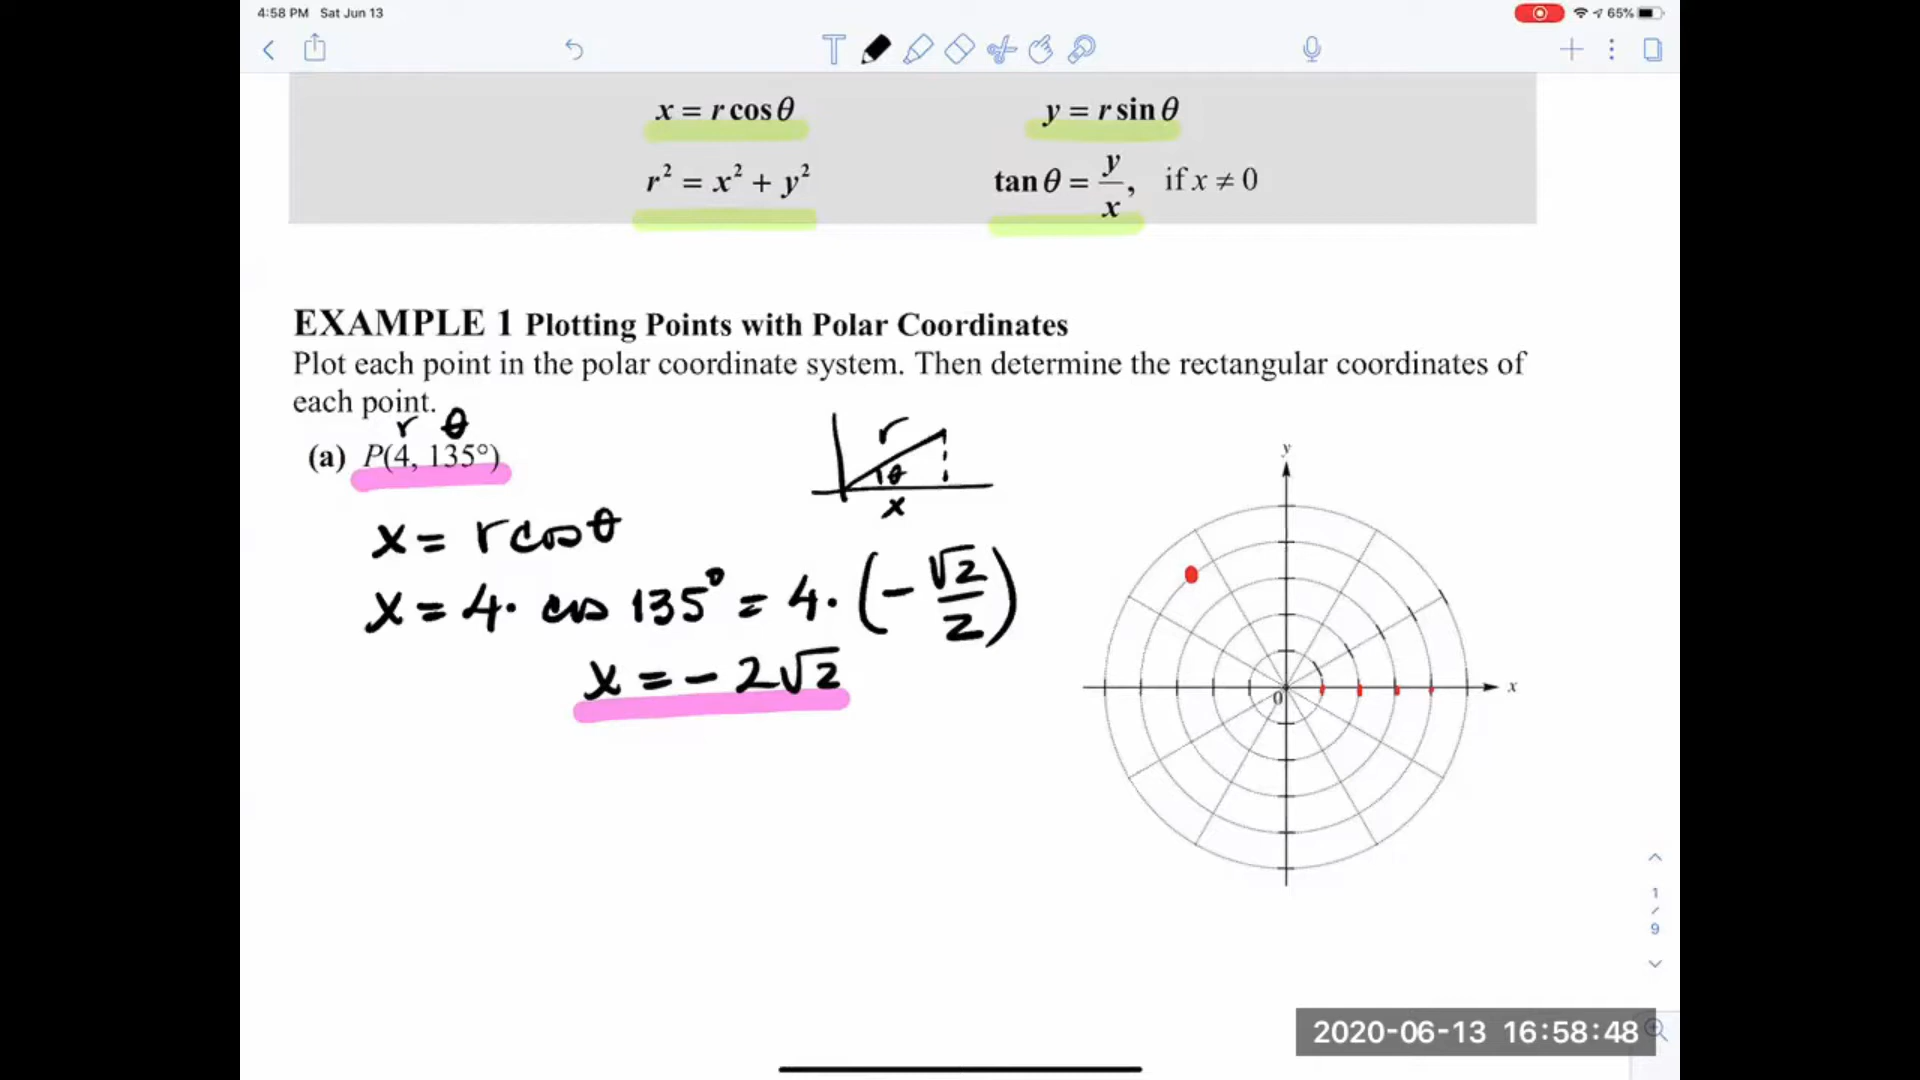 4:58 PM Sat Jun 13
65%
T
x = r cos θ y = r sin θ
r² = x² + y² tan θ = y/x, if x ≠ 0
EXAMPLE 1 Plotting Points with Polar Coordinates
Plot each point in the polar coordinate system. Then determine the rectangular coordinates of
each point.
r θ
(a) P(4, 135°)
r
θ
x
x = r cos θ
x = 4 · cos 135° = 4 · (- √2/2)
x = - 2√2
y
x
0
1
/
9
2020-06-13 16:58:48